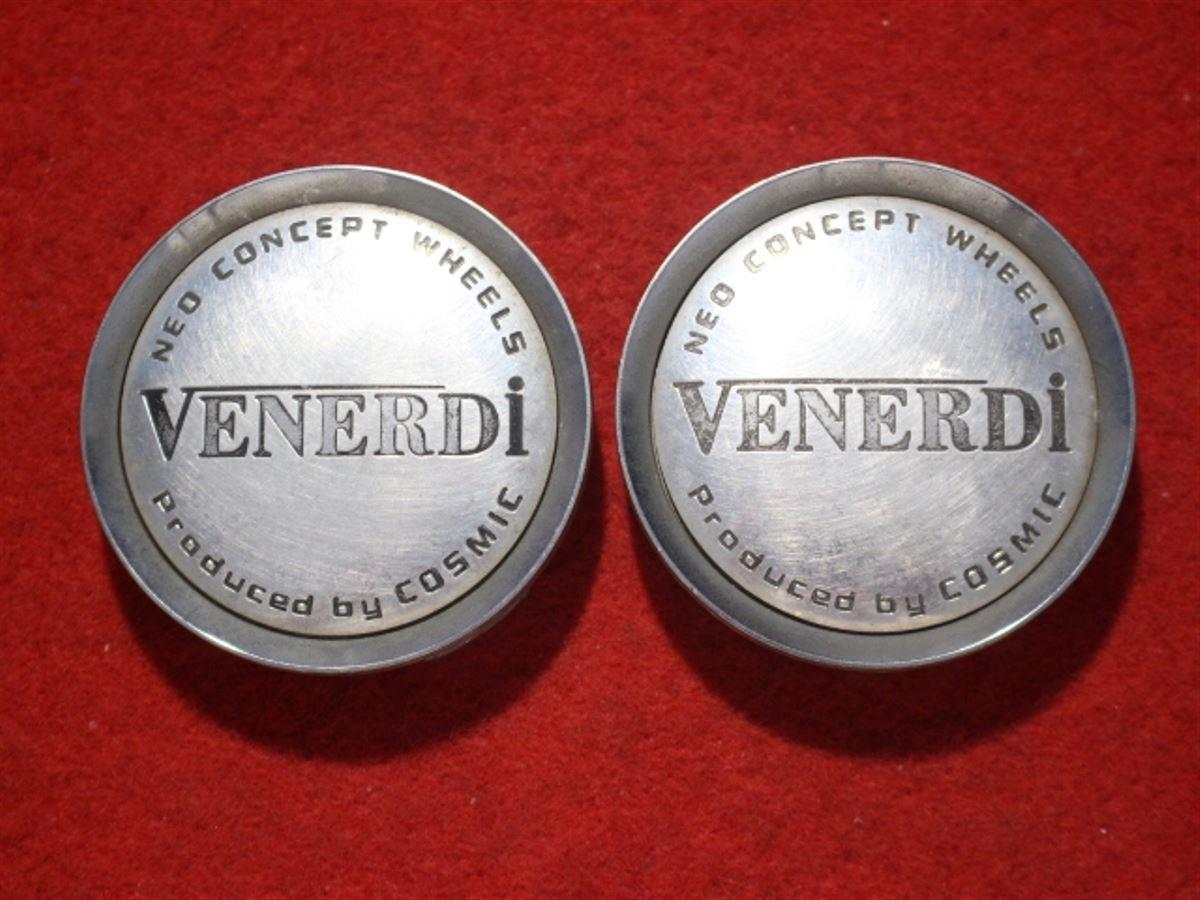 NEO CONCEPT WHEELS
VENERDi
Produced by COSMIC
NEO CONCEPT WHEELS
VENERDi
Produced by COSMIC